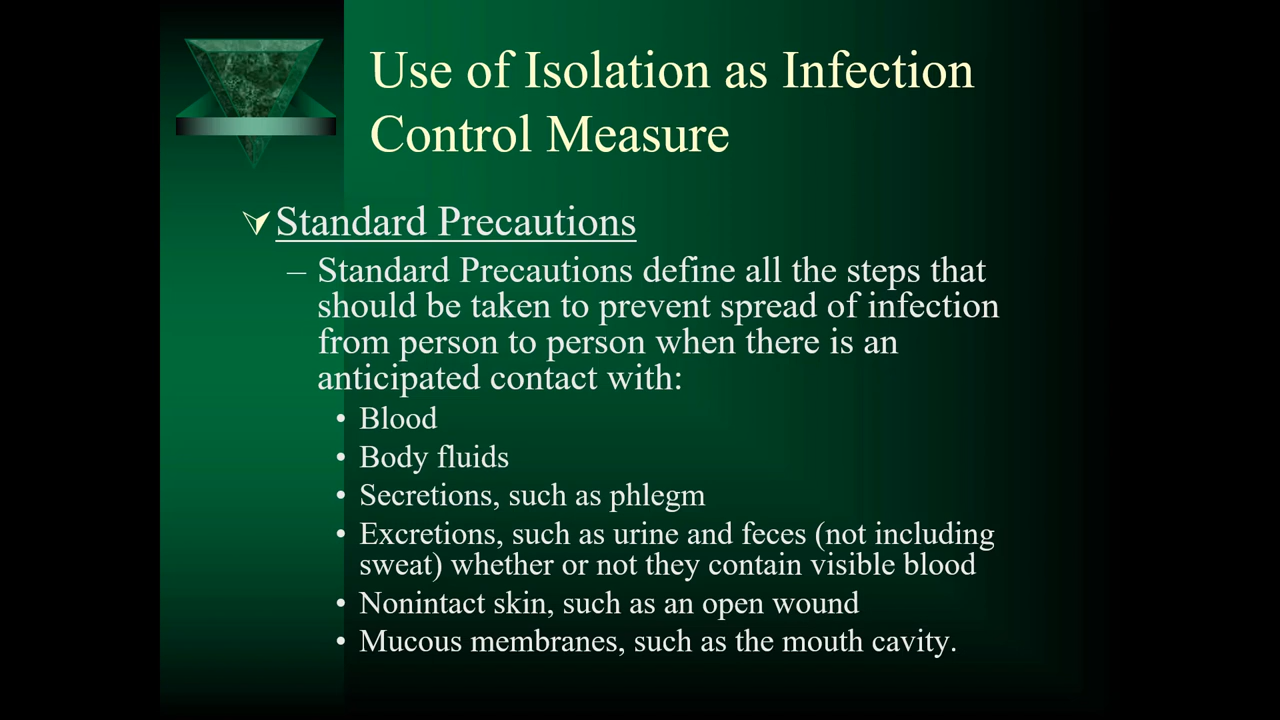 Use of Isolation as Infection
Control Measure
Standard Precautions
– Standard Precautions define all the steps that
should be taken to prevent spread of infection
from person to person when there is an
anticipated contact with:
• Blood
• Body fluids
• Secretions, such as phlegm
• Excretions, such as urine and feces (not including
sweat) whether or not they contain visible blood
• Nonintact skin, such as an open wound
• Mucous membranes, such as the mouth cavity.